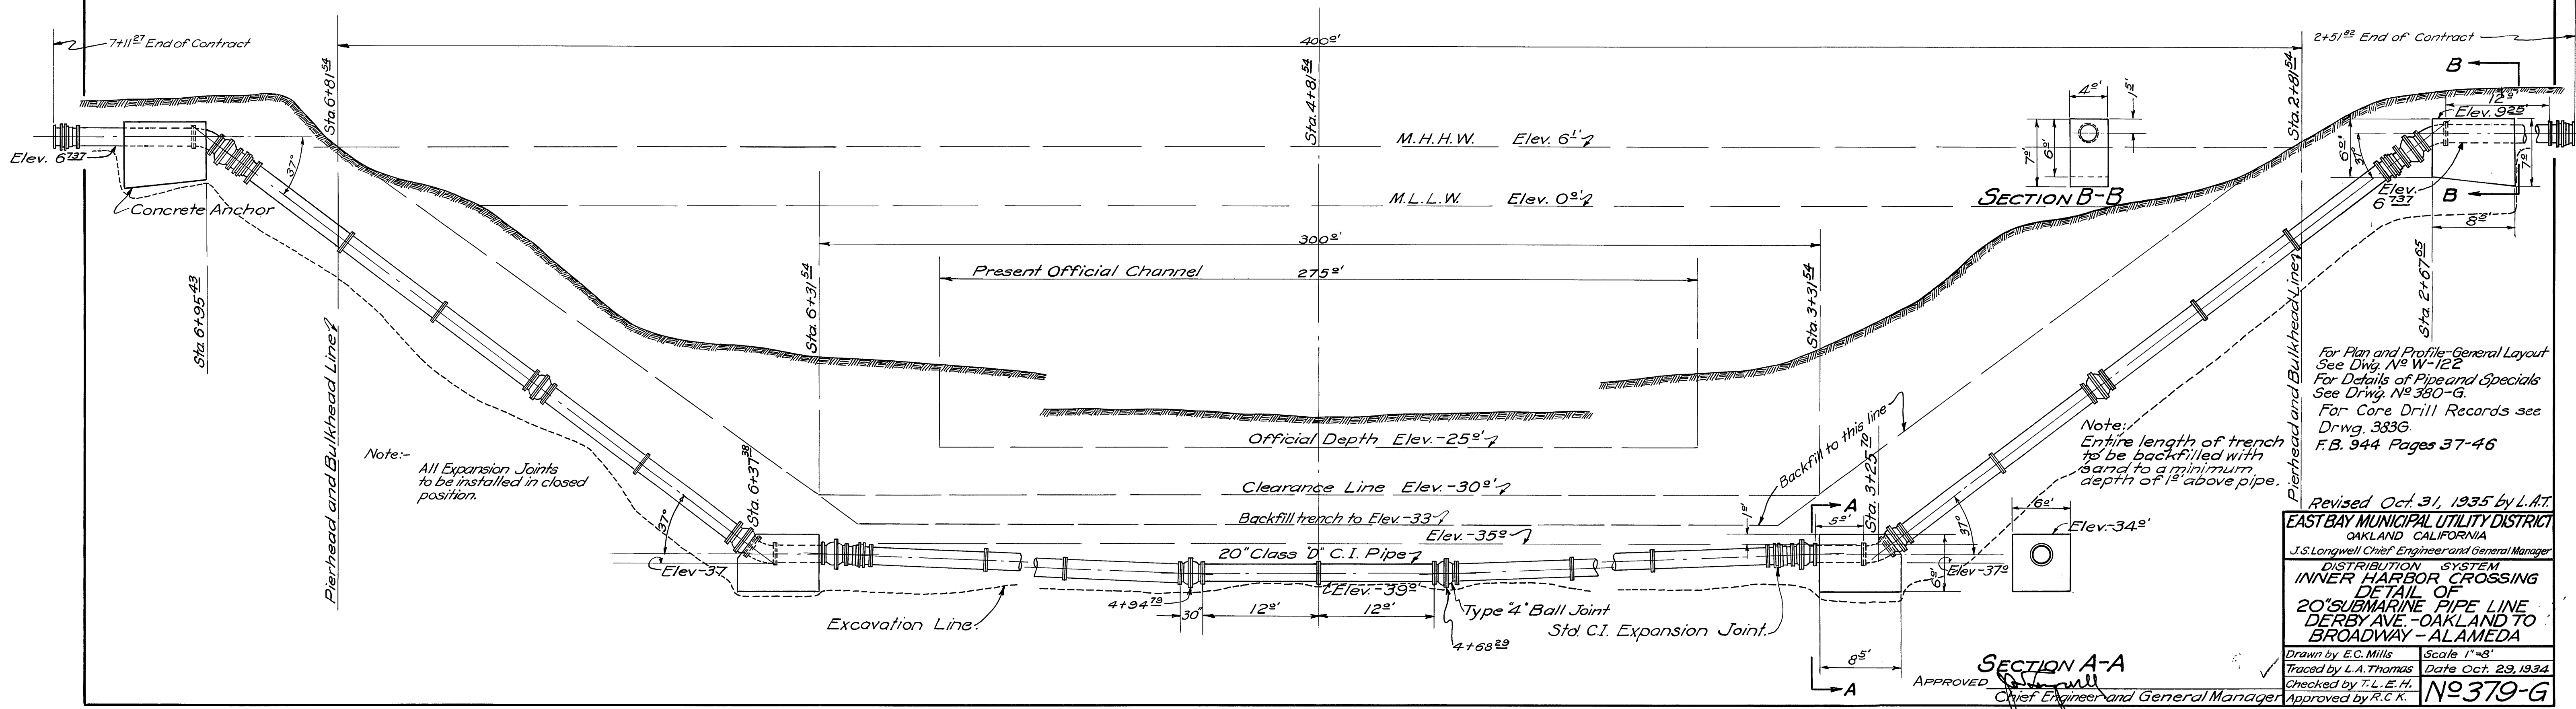 7+11 27 End of Contract
400 0'
2+51 82 End of Contract
Sta. 6+81 54
Sta. 4+81 54
Sta. 2+81 54
B
12 0'
Elev. 9 25'
4 0'
1 5'
M.H.H.W. Elev. 6 1'
7 0'
6 0'
6 0'
37°
7 0'
Elev. 6 737
37°
Concrete Anchor
M.L.L.W. Elev. 0 0'
SECTION B-B
Elev.
6 737
B
8 0'
300 0'
Present Official Channel 275 0'
Sta. 6+95 43
Sta. 6+31 54
Sta. 3+31 54
Sta. 2+67 65
Pierhead and Bulkhead Line
Pierhead and Bulkhead Line
For Plan and Profile-General Layout
See Dwg. No W-122
For Details of Pipe and Specials
See Drwg. No 380-G.
For Core Drill Records see
Drwg. 383G.
F.B. 944 Pages 37-46
Official Depth Elev. -25 0'
Backfill to this line
Note:-
All Expansion Joints
to be installed in closed
position.
Note:
Entire length of trench
to be backfilled with
sand to a minimum
depth of 1 0' above pipe.
Sta. 6+37 38
Sta. 3+25 70
Clearance Line Elev. -30 0'
Backfill trench to Elev. -33
Elev. -35 0
1 0'
A
5 0'
37°
37°
6 0'
Elev. -34 0'
20" Class "D" C.I. Pipe
Elev-37
Elev-37 0
6 0'
Elev. -39 0'
4+94 79
30"
12 0'
12 0'
Type "4" Ball Joint
4+68 29
Std. C.I. Expansion Joint.
Excavation Line.
8 5'
A
SECTION A-A
APPROVED
Chief Engineer and General Manager
Revised Oct. 31, 1935 by L.A.T.
EAST BAY MUNICIPAL UTILITY DISTRICT
OAKLAND CALIFORNIA
J.S. Longwell Chief Engineer and General Manager
DISTRIBUTION SYSTEM
INNER HARBOR CROSSING
DETAIL OF
20" SUBMARINE PIPE LINE
DERBY AVE.-OAKLAND TO
BROADWAY-ALAMEDA
Drawn by E.C. Mills Scale 1"=8'
Traced by L.A. Thomas Date Oct. 29, 1934
Checked by T.L.E.H.
Approved by R.C.K.
No 379-G